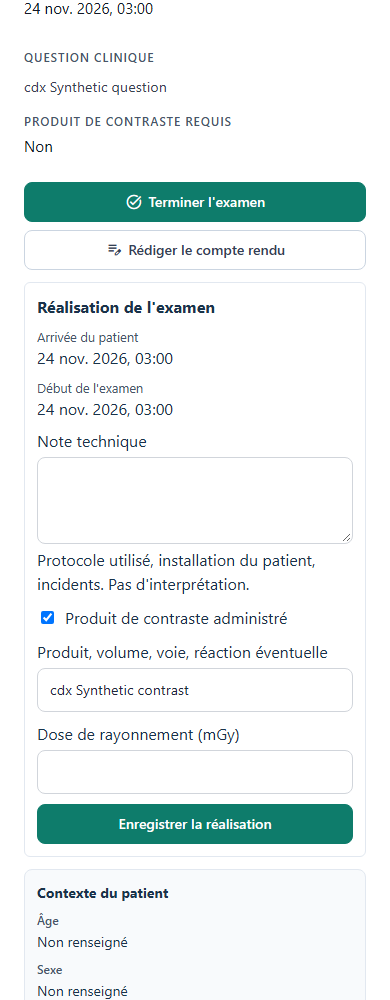 24 nov. 2026, 03:00
QUESTION CLINIQUE
cdx Synthetic question
PRODUIT DE CONTRASTE REQUIS
Non
Terminer l'examen
Rédiger le compte rendu
Réalisation de l'examen
Arrivée du patient
24 nov. 2026, 03:00
Début de l'examen
24 nov. 2026, 03:00
Note technique
Protocole utilisé, installation du patient,
incidents. Pas d'interprétation.
Produit de contraste administré
Produit, volume, voie, réaction éventuelle
cdx Synthetic contrast
Dose de rayonnement (mGy)
Enregistrer la réalisation
Contexte du patient
Âge
Non renseigné
Sexe
Non renseigné